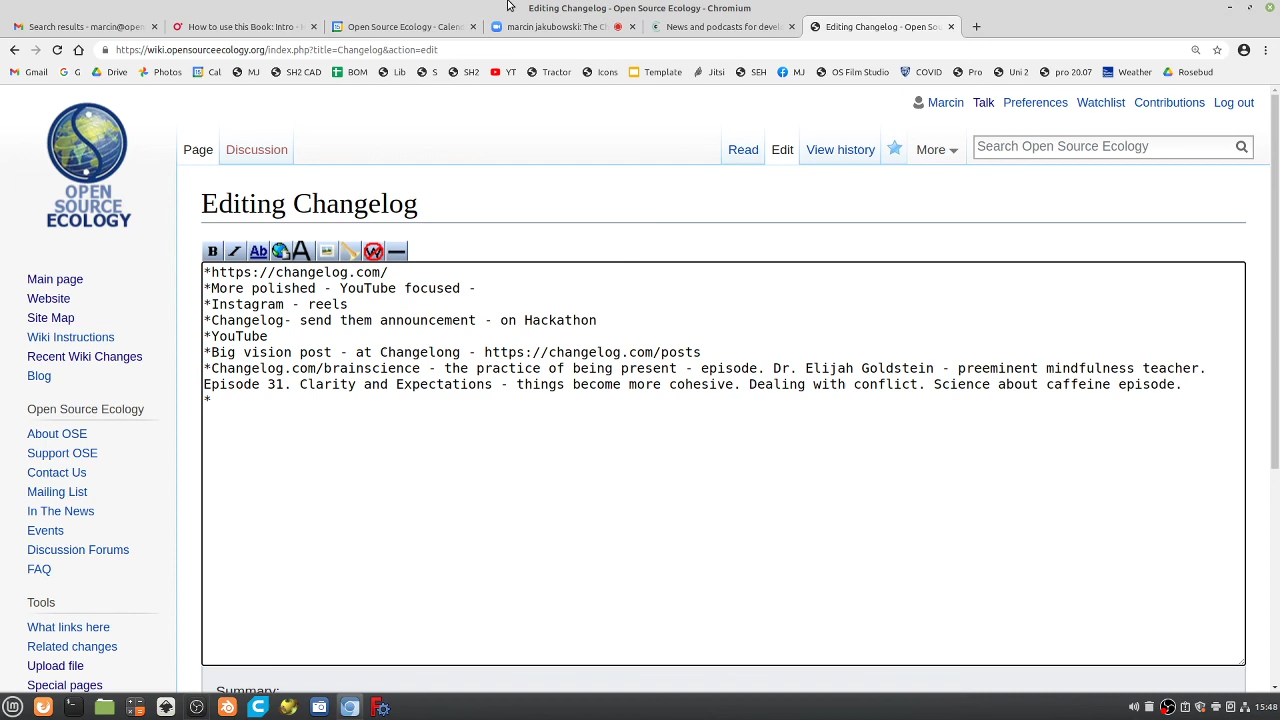 Editing Changelog - Open Source Ecology - Chromium
Search results - marcin@open
How to use this Book: Intro - H
Open Source Ecology - Calend
marcin jakubowski: The Ch
News and podcasts for devel
Editing Changelog - Open Sou
https://wiki.opensourceecology.org/index.php?title=Changelog&action=edit
Gmail G Drive Photos Cal MJ SH2 CAD BOM Lib S SH2 YT Tractor Icons Template Jitsi SEH MJ OS Film Studio COVID Pro Uni 2 pro 20.07 Weather Rosebud
Marcin Talk Preferences Watchlist Contributions Log out
Page Discussion Read Edit View history More Search Open Source Ecology
OPEN
SOURCE
ECOLOGY
Editing Changelog
B I Ab A W
*https://changelog.com/
*More polished - YouTube focused -
*Instagram - reels
*Changelog- send them announcement - on Hackathon
*YouTube
*Big vision post - at Changelong - https://changelog.com/posts
*Changelog.com/brainscience - the practice of being present - episode. Dr. Elijah Goldstein - preeminent mindfulness teacher.
Episode 31. Clarity and Expectations - things become more cohesive. Dealing with conflict. Science about caffeine episode.
*
Main page
Website
Site Map
Wiki Instructions
Recent Wiki Changes
Blog
Open Source Ecology
About OSE
Support OSE
Contact Us
Mailing List
In The News
Events
Discussion Forums
FAQ
Tools
What links here
Related changes
Upload file
Special pages
Summary:
15:48